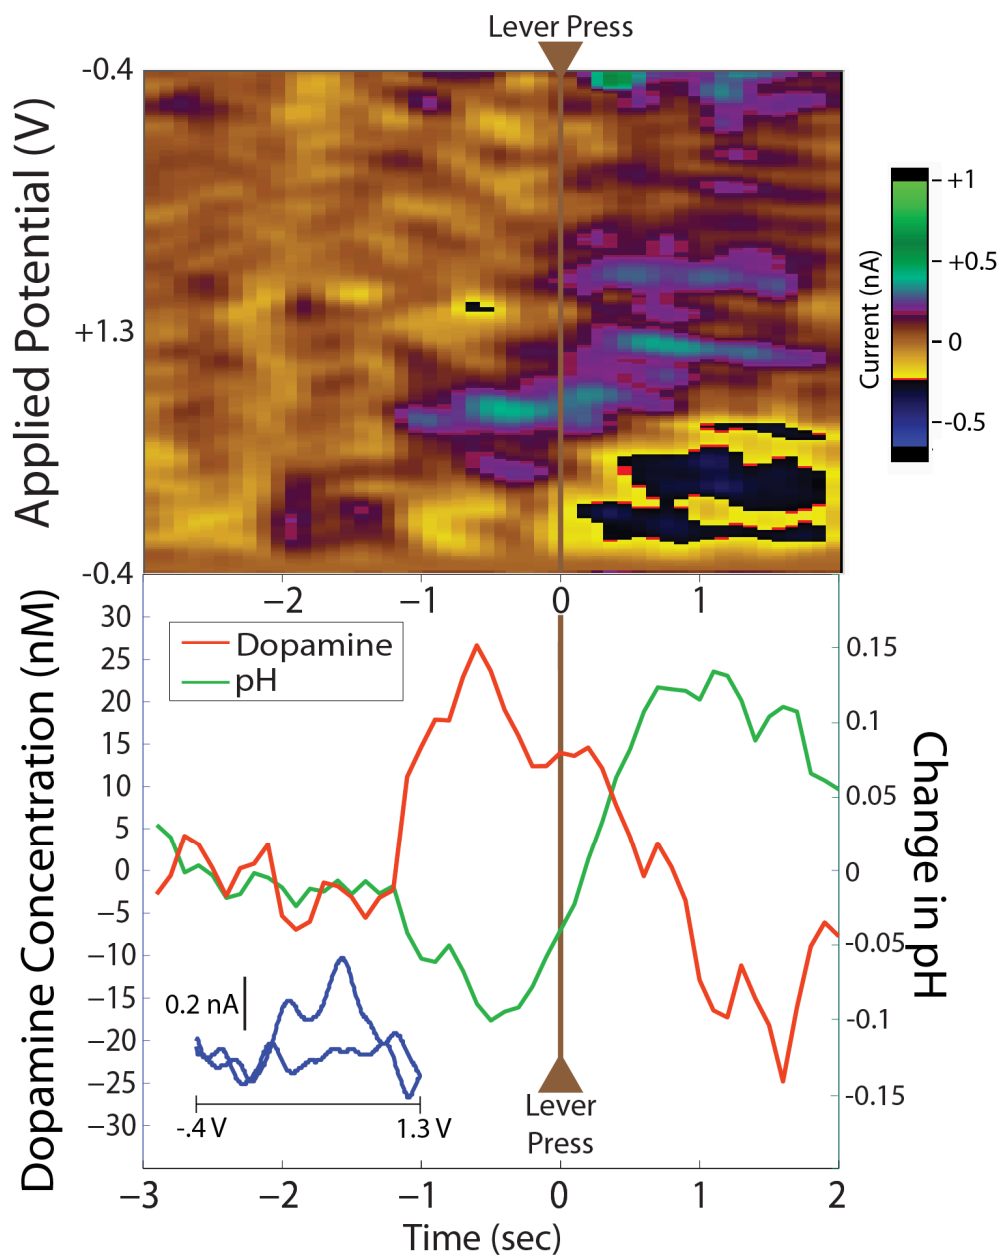 Lever Press
Applied Potential (V)
-0.4
+1.3
-0.4
Current (nA)
+1
+0.5
0
-0.5
−2
−1
0
1
Dopamine Concentration (nM)
30
25
20
15
10
5
0
−5
−10
−15
−20
−25
−30
Dopamine
pH
0.15
0.1
0.05
0
-0.05
-0.1
-0.15
Change in pH
0.2 nA
-.4 V
1.3 V
Lever
Press
−3
−2
−1
0
1
2
Time (sec)